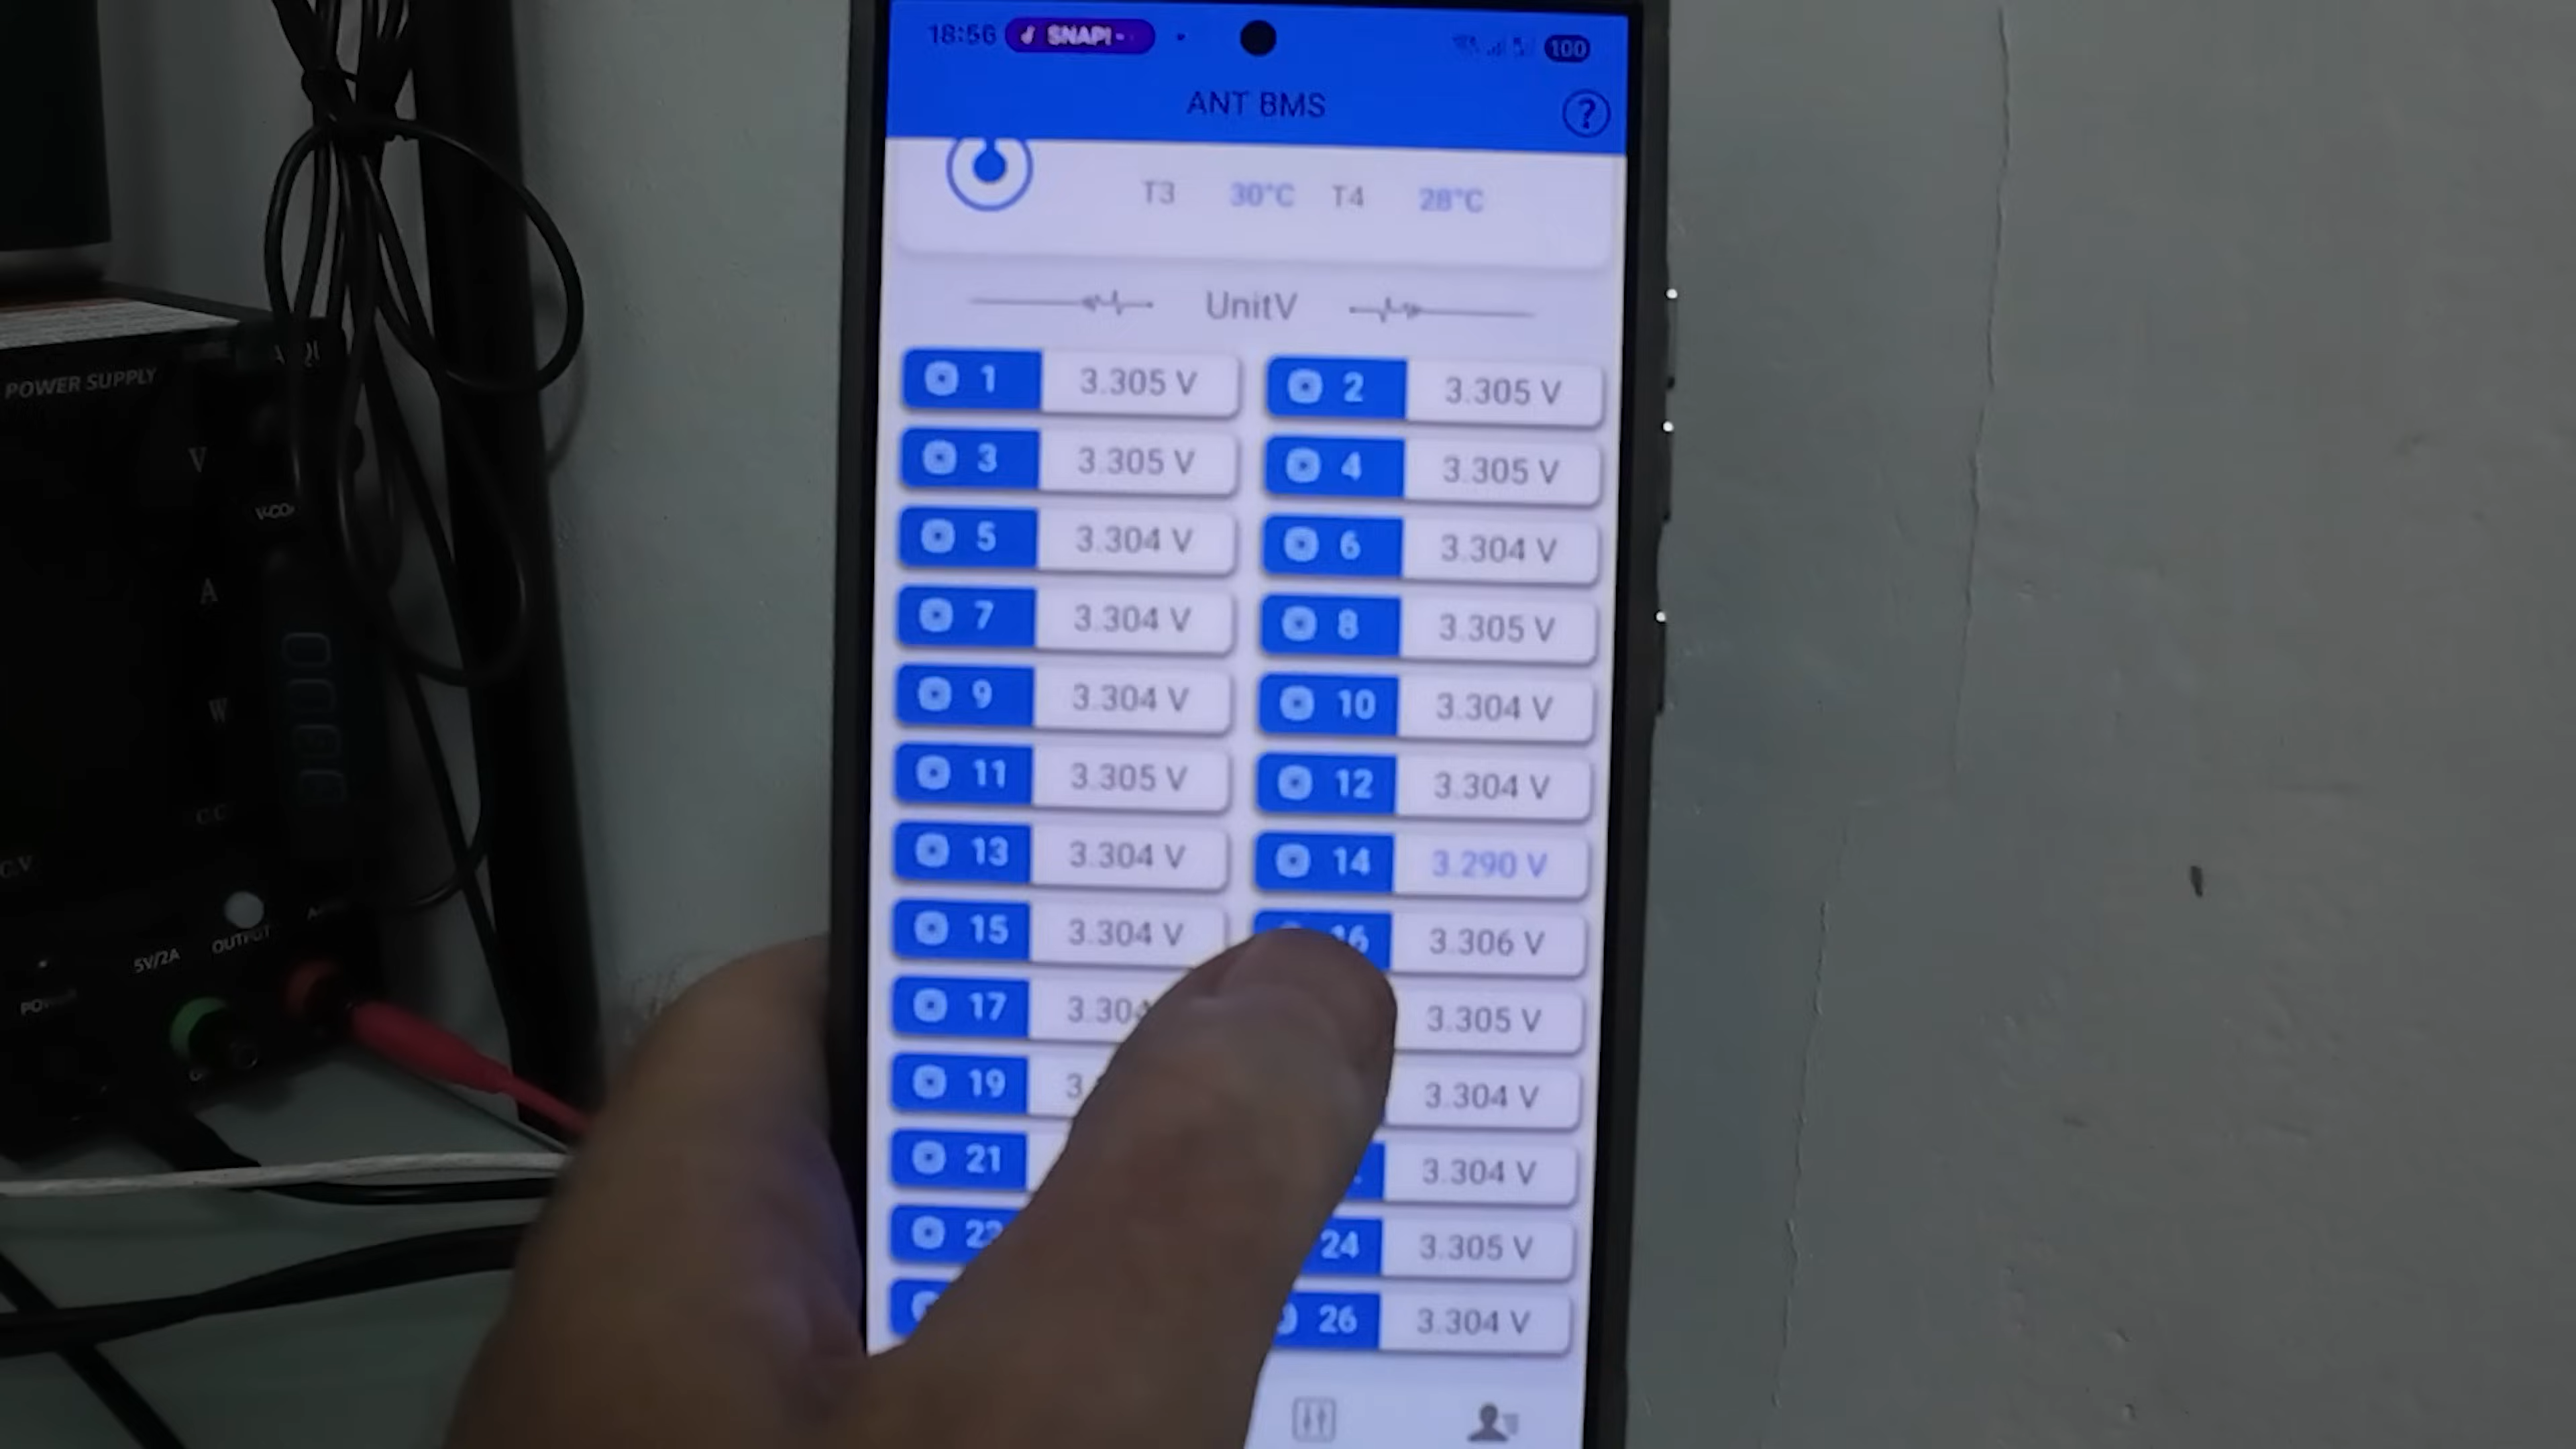 18:56 SNAP! 100
ANT BMS ?
T3 30°C T4 28°C
UnitV
1 3.305 V 2 3.305 V
3 3.305 V 4 3.305 V
5 3.304 V 6 3.304 V
7 3.304 V 8 3.305 V
9 3.304 V 10 3.304 V
11 3.305 V 12 3.304 V
13 3.304 V 14 3.290 V
15 3.304 V 16 3.306 V
17 3.305 V
19 3.304 V
21 3.304 V
24 3.305 V
26 3.304 V
POWER SUPPLY
V
A
W
C.C
C.V
5V/2A OUTPUT
POWER